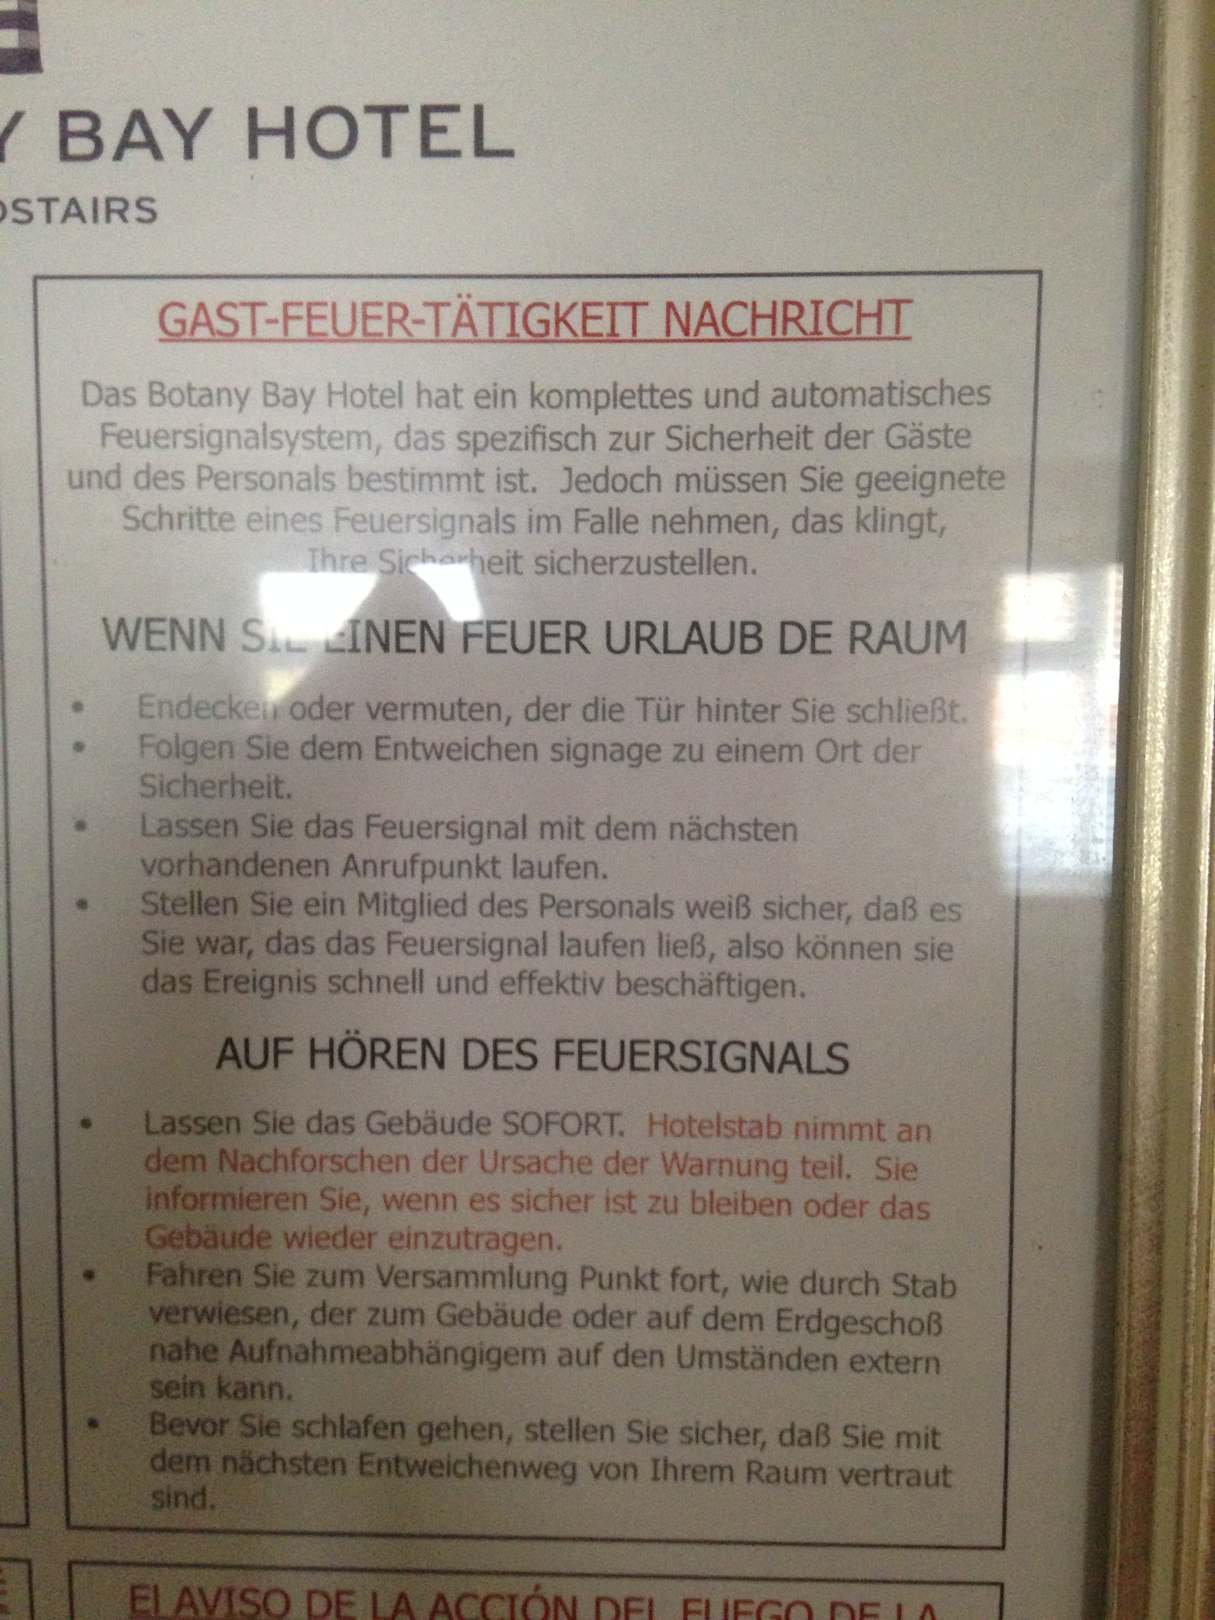 BAY HOTEL
GAST-FEUER-TÄTIGKEIT NACHRICHT
Das Botany Bay Hotel hat ein komplettes und automatisches
Feuersignalsystem, das spezifisch zur Sicherheit der Gäste
und des Personals bestimmt ist. Jedoch müssen Sie geeignete
Schritte eines Feuersignals im Falle nehmen, das klingt,
Ihre Sicherheit sicherzustellen.
WENN SIE EINEN FEUER URLAUB DE RAUM
• Endecken oder vermuten, der die Tür hinter Sie schließt.
• Folgen Sie dem Entweichen signage zu einem Ort der
Sicherheit.
• Lassen Sie das Feuersignal mit dem nächsten
vorhandenen Anrufpunkt laufen.
• Stellen Sie ein Mitglied des Personals weiß sicher, daß es
Sie war, das das Feuersignal laufen ließ, also können sie
das Ereignis schnell und effektiv beschäftigen.
AUF HÖREN DES FEUERSIGNALS
• Lassen Sie das Gebäude SOFORT. Hotelstab nimmt an
dem Nachforschen der Ursache der Warnung teil. Sie
informieren Sie, wenn es sicher ist zu bleiben oder das
Gebäude wieder einzutragen.
• Fahren Sie zum Versammlung Punkt fort, wie durch Stab
verwiesen, der zum Gebäude oder auf dem Erdgeschoß
nahe Aufnahmeabhängigem auf den Umständen extern
sein kann.
• Bevor Sie schlafen gehen, stellen Sie sicher, daß Sie mit
dem nächsten Entweichenweg von Ihrem Raum vertraut
sind.
El AVISO DE LA ACCIÓN DEL FUEGO DE LA